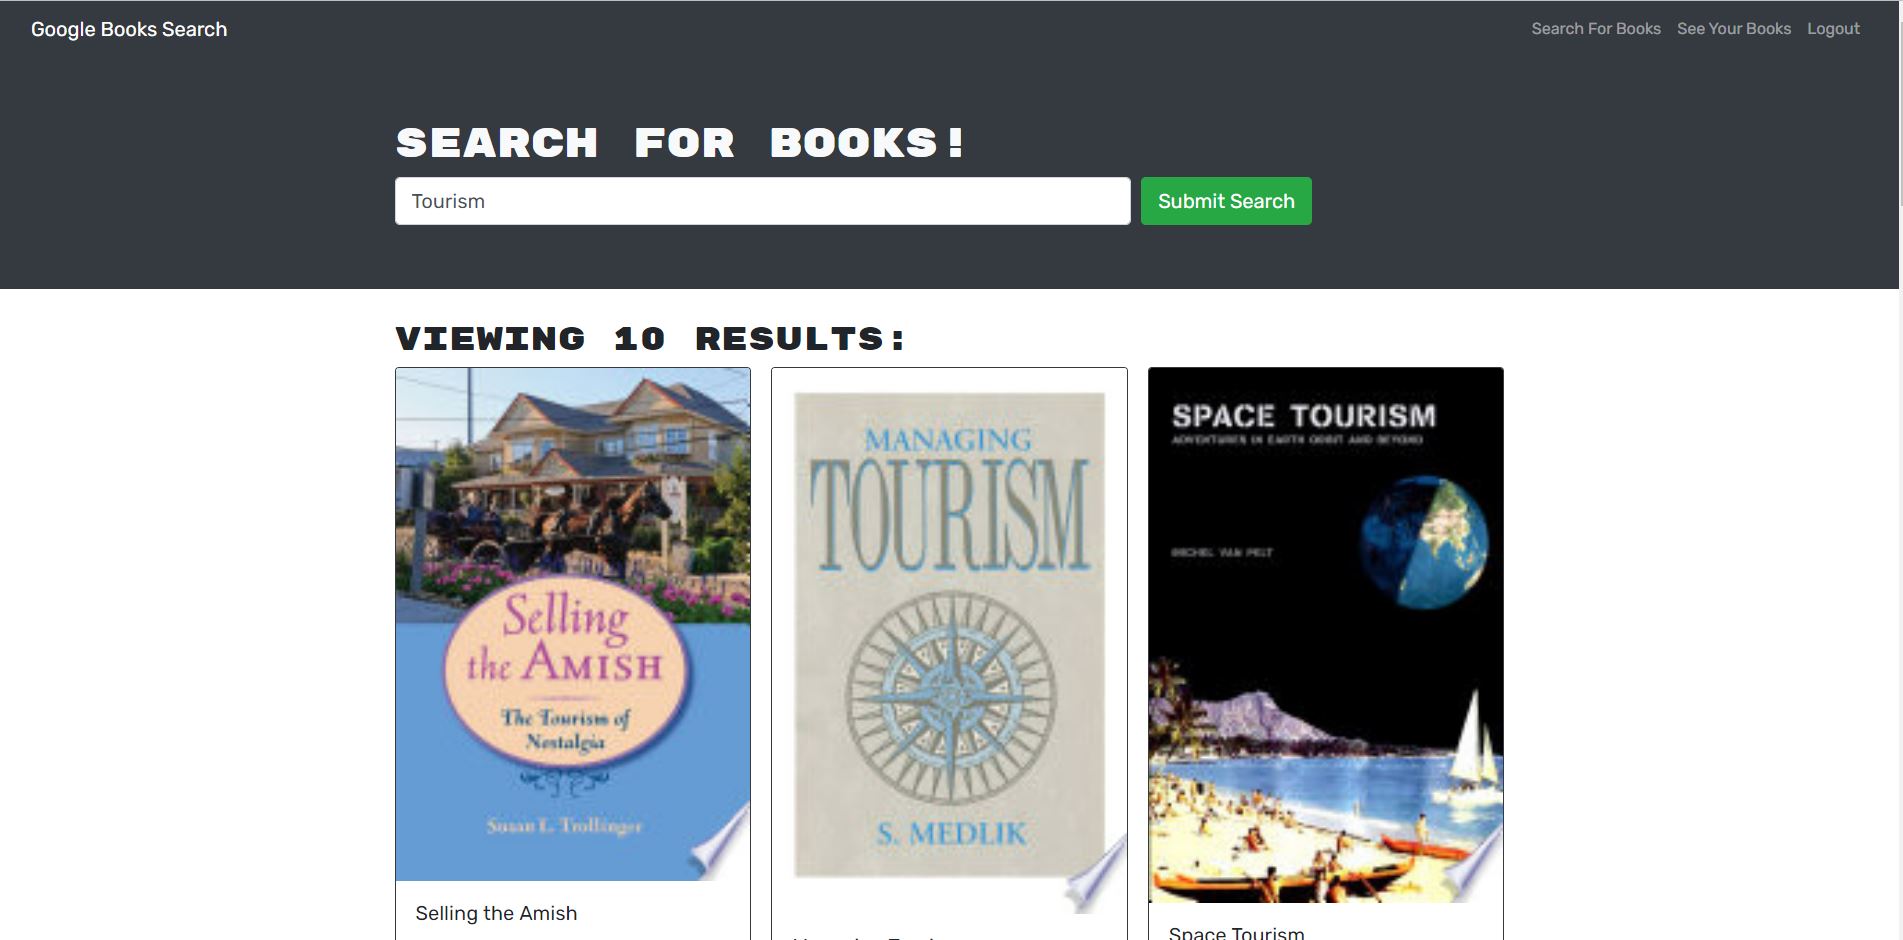 Google Books Search
Search For Books
See Your Books
Logout
SEARCH FOR BOOKS!
Tourism
Submit Search
VIEWING 10 RESULTS:
Selling
the AMISH
The Tourism of
Nostalgia
Susan L. Trollinger
Selling the Amish
MANAGING
TOURISM
S. MEDLIK
SPACE TOURISM
ADVENTURES IN EARTH ORBIT AND BEYOND
MICHEL VAN PELT
Space Tourism